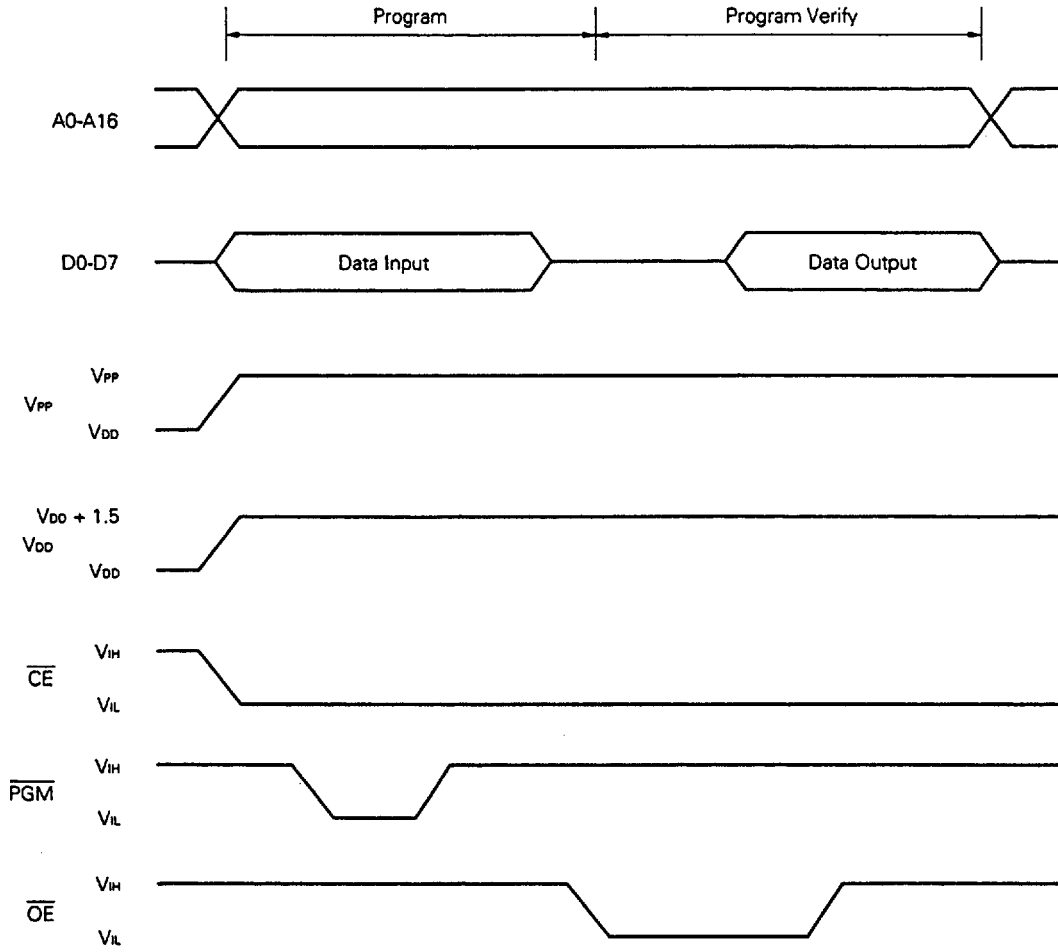 Program Program Verify
A0-A16
D0-D7 Data Input Data Output
VPP
VPP
VDD
VDD + 1.5
VDD
VDD
VIH
CE
VIL
VIH
PGM
VIL
VIH
OE
VIL